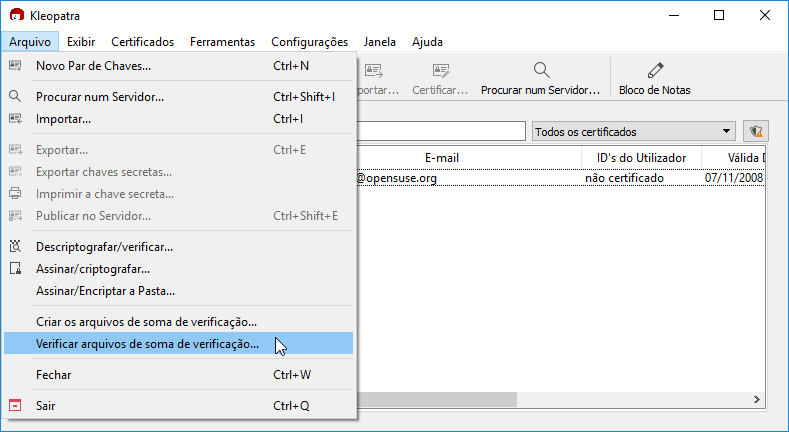 Kleopatra
Arquivo Exibir Certificados Ferramentas Configurações Janela Ajuda
Novo Par de Chaves... Ctrl+N
Procurar num Servidor... Ctrl+Shift+I
Importar... Ctrl+I
Exportar... Ctrl+E
Exportar chaves secretas...
Imprimir a chave secreta...
Publicar no Servidor... Ctrl+Shift+E
Descriptografar/verificar...
Assinar/criptografar...
Assinar/Encriptar a Pasta...
Criar os arquivos de soma de verificação...
Verificar arquivos de soma de verificação...
Fechar Ctrl+W
Sair Ctrl+Q
portar... Certificar... Procurar num Servidor... Bloco de Notas
Todos os certificados
E-mail ID's do Utilizador Válida D
@opensuse.org não certificado 07/11/2008